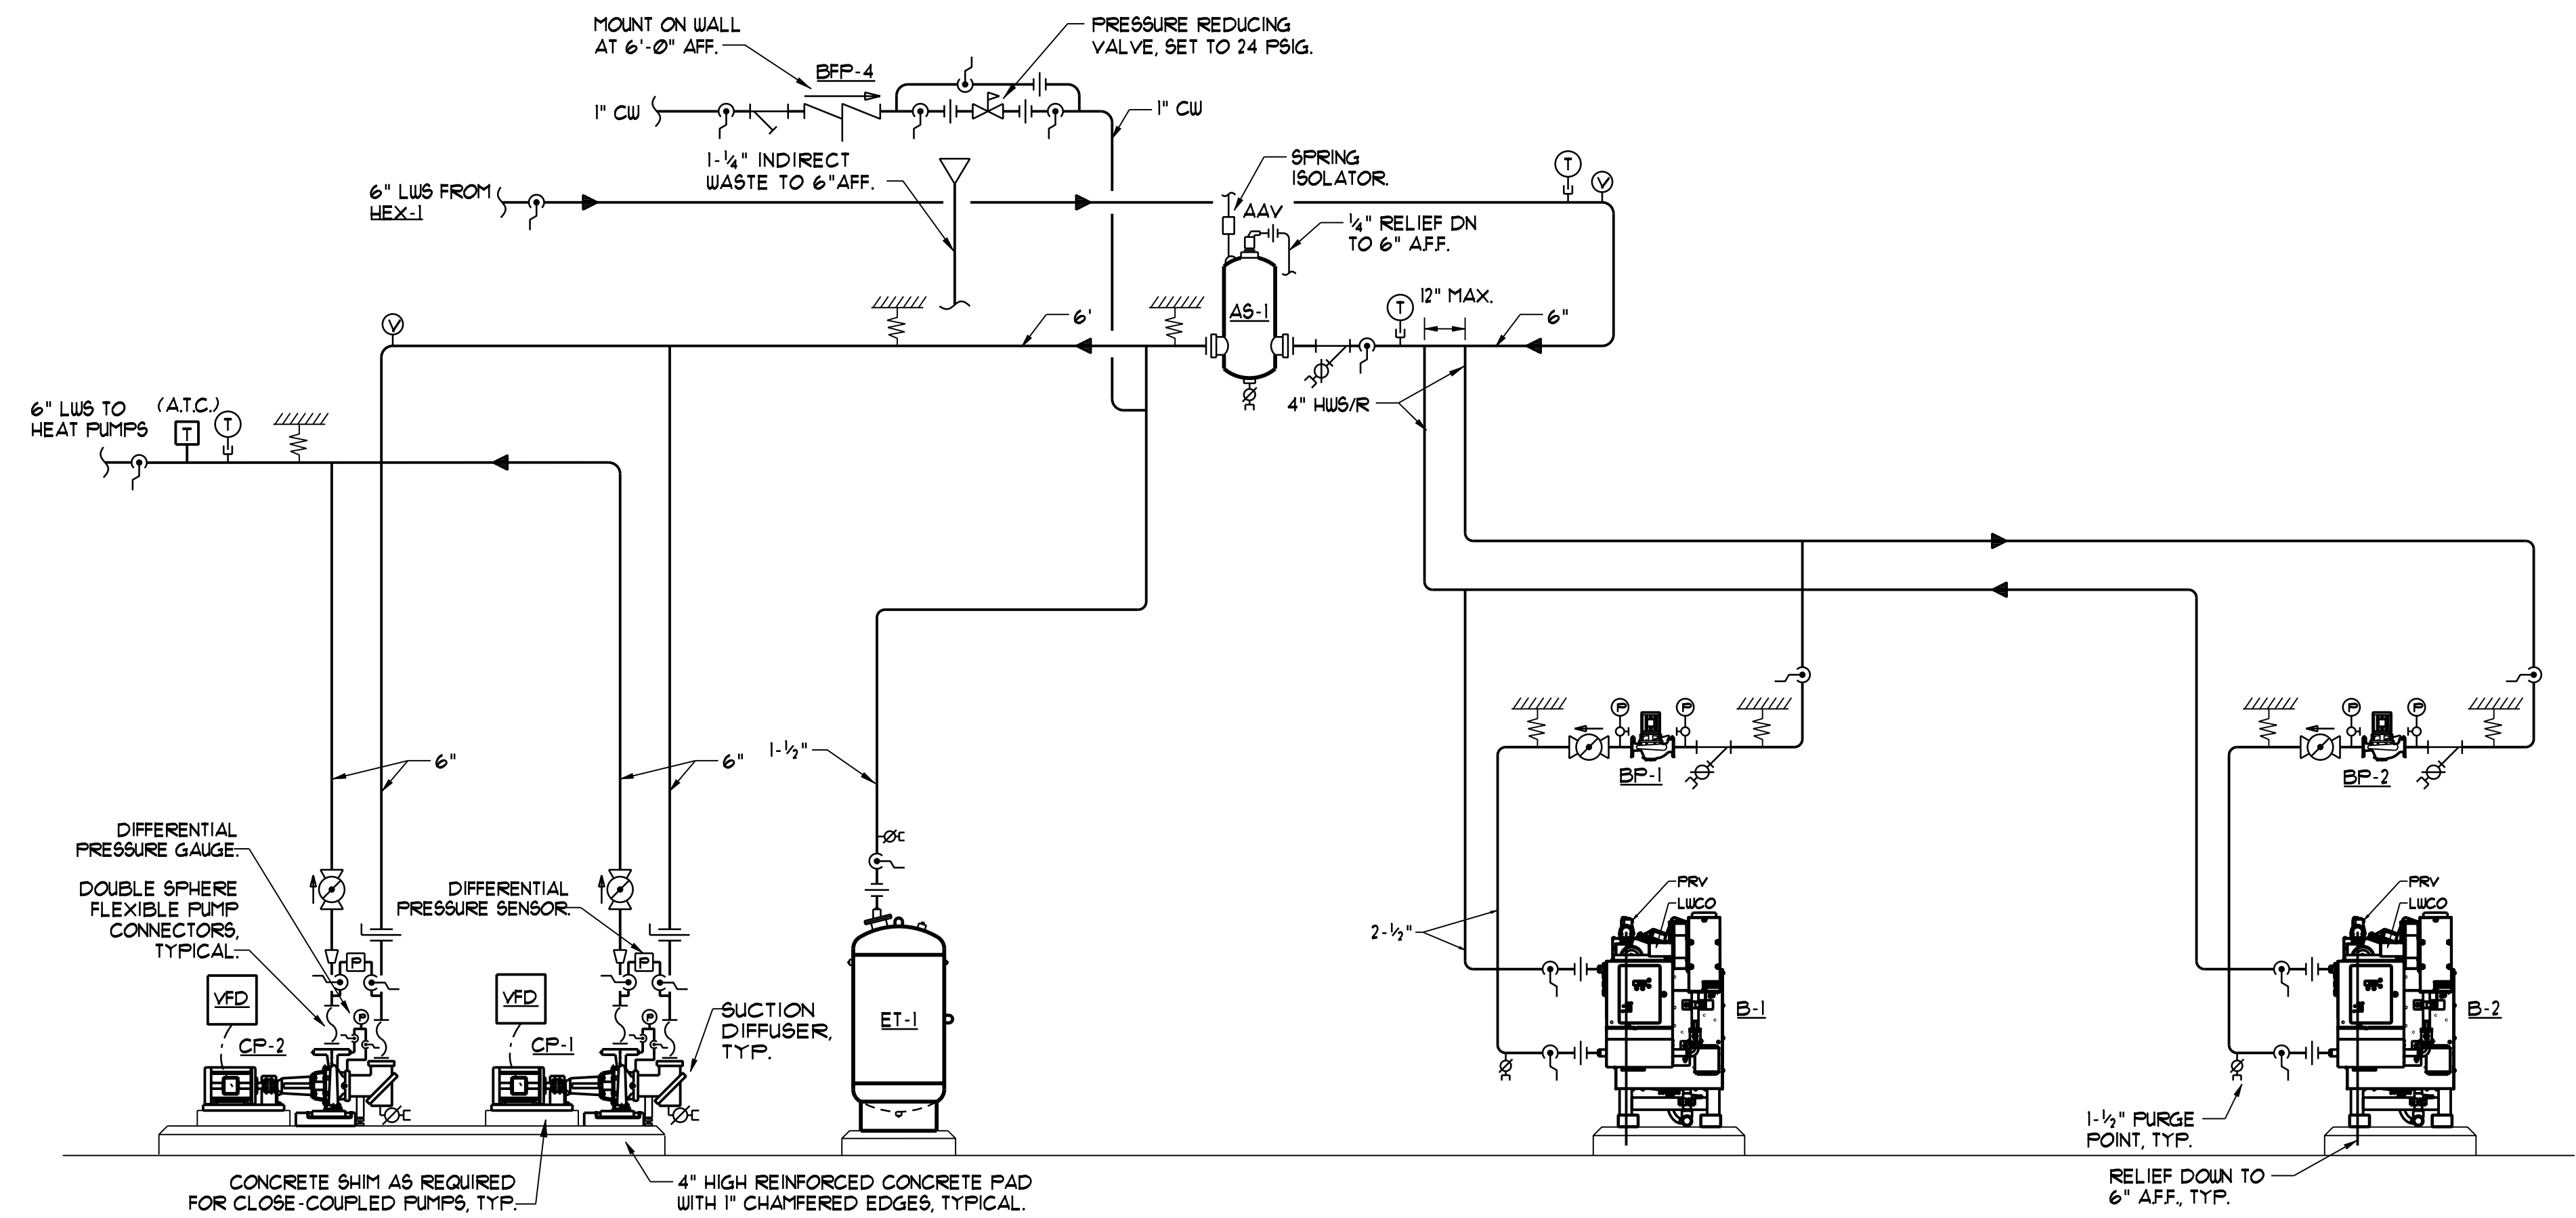 MOUNT ON WALL
AT 6'-0" AFF.
PRESSURE REDUCING
VALVE, SET TO 24 PSIG.
BFP-4
1" CW
1" CW
1-1/4" INDIRECT
WASTE TO 6"AFF.
SPRING
ISOLATOR.
T
V
6" LWS FROM
HEX-1
AAV
1/4" RELIEF DN
TO 6" A.F.F.
T
12" MAX.
AS-1
6'
6"
V
4" HWS/R
6" LWS TO
HEAT PUMPS
(A.T.C.)
T
T
P
P
P
P
BP-1
BP-2
1-1/2"
6"
6"
DIFFERENTIAL
PRESSURE GAUGE.
DOUBLE SPHERE
FLEXIBLE PUMP
CONNECTORS,
TYPICAL.
DIFFERENTIAL
PRESSURE SENSOR.
PRV
LWCO
PRV
LWCO
2-1/2"
P
P
VFD
VFD
P
P
SUCTION
DIFFUSER,
TYP.
ET-1
B-1
B-2
CP-2
CP-1
1-1/2" PURGE
POINT, TYP.
CONCRETE SHIM AS REQUIRED
FOR CLOSE-COUPLED PUMPS, TYP.
4" HIGH REINFORCED CONCRETE PAD
WITH 1" CHAMFERED EDGES, TYPICAL.
RELIEF DOWN TO
6" A.F.F., TYP.